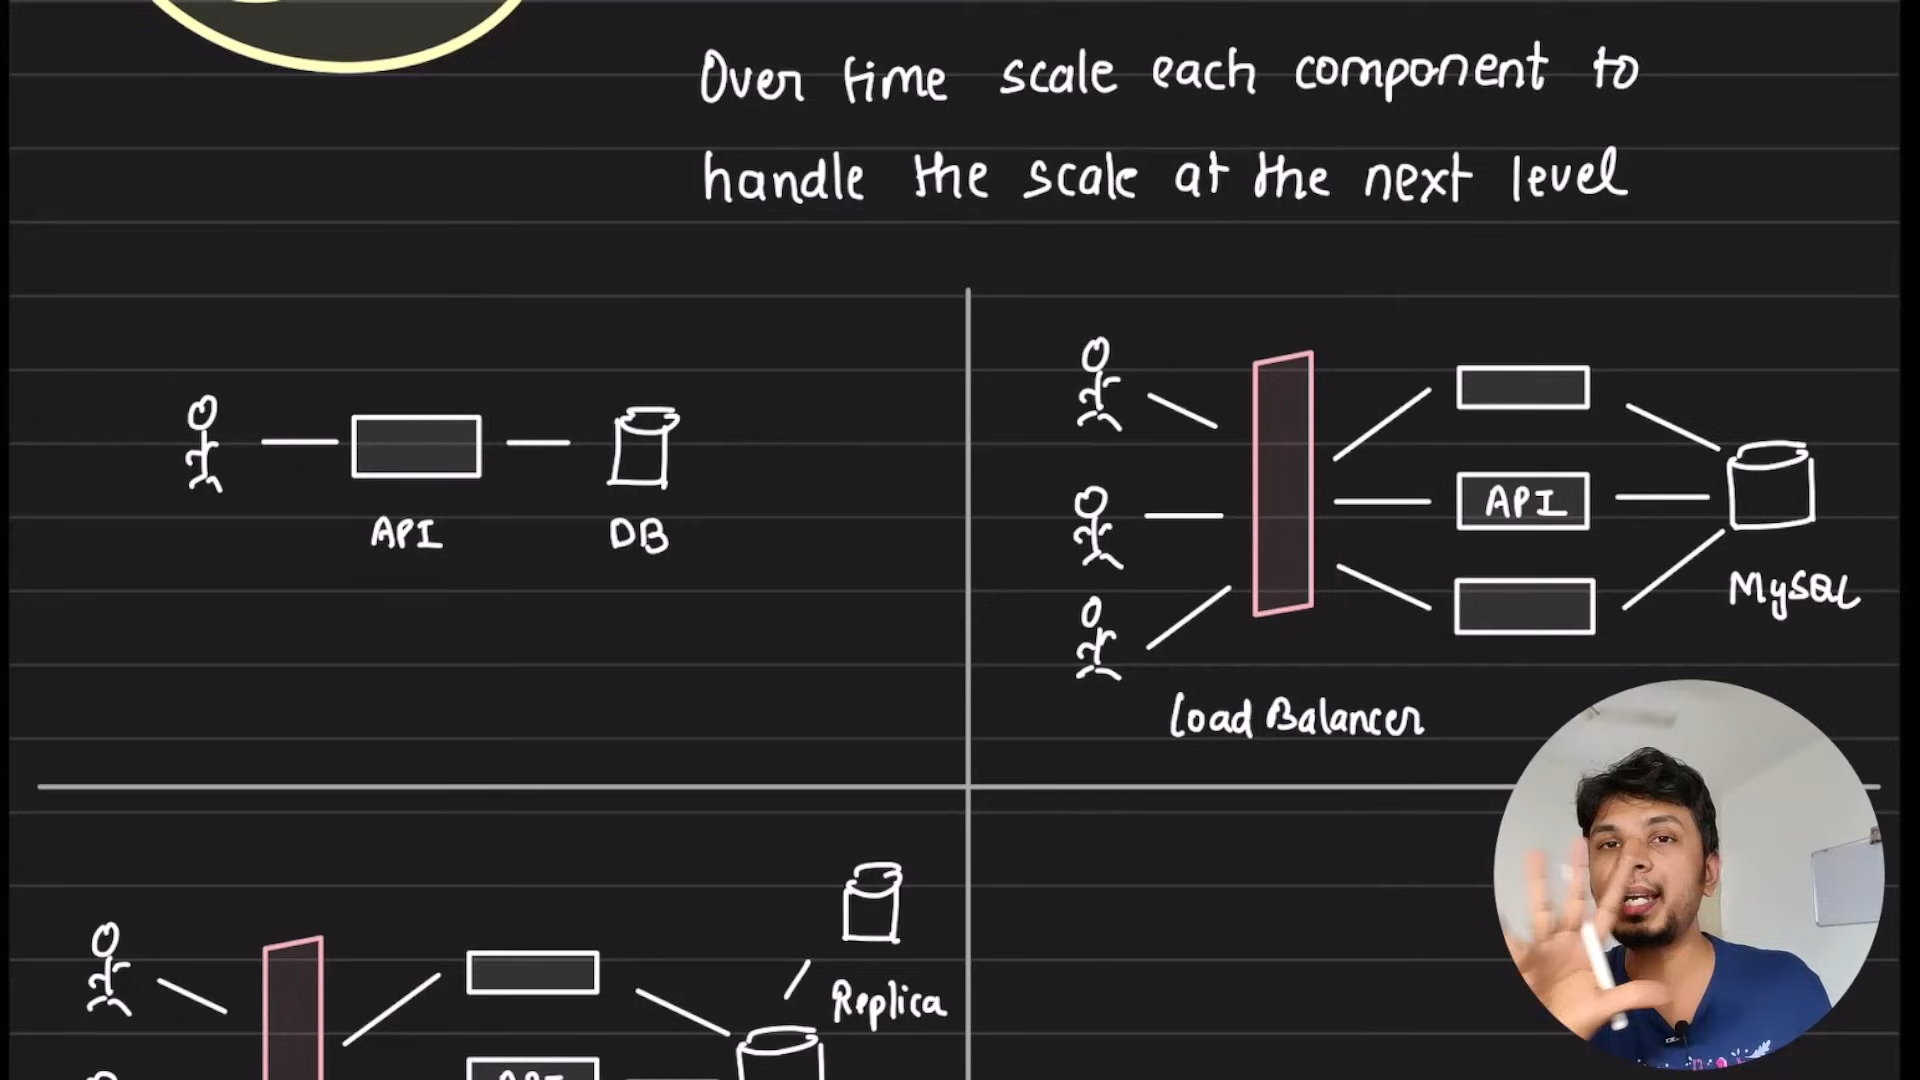 Over time scale each component to
handle the scale at the next level
API
DB
API
MySQL
Load Balancer
Replica
API